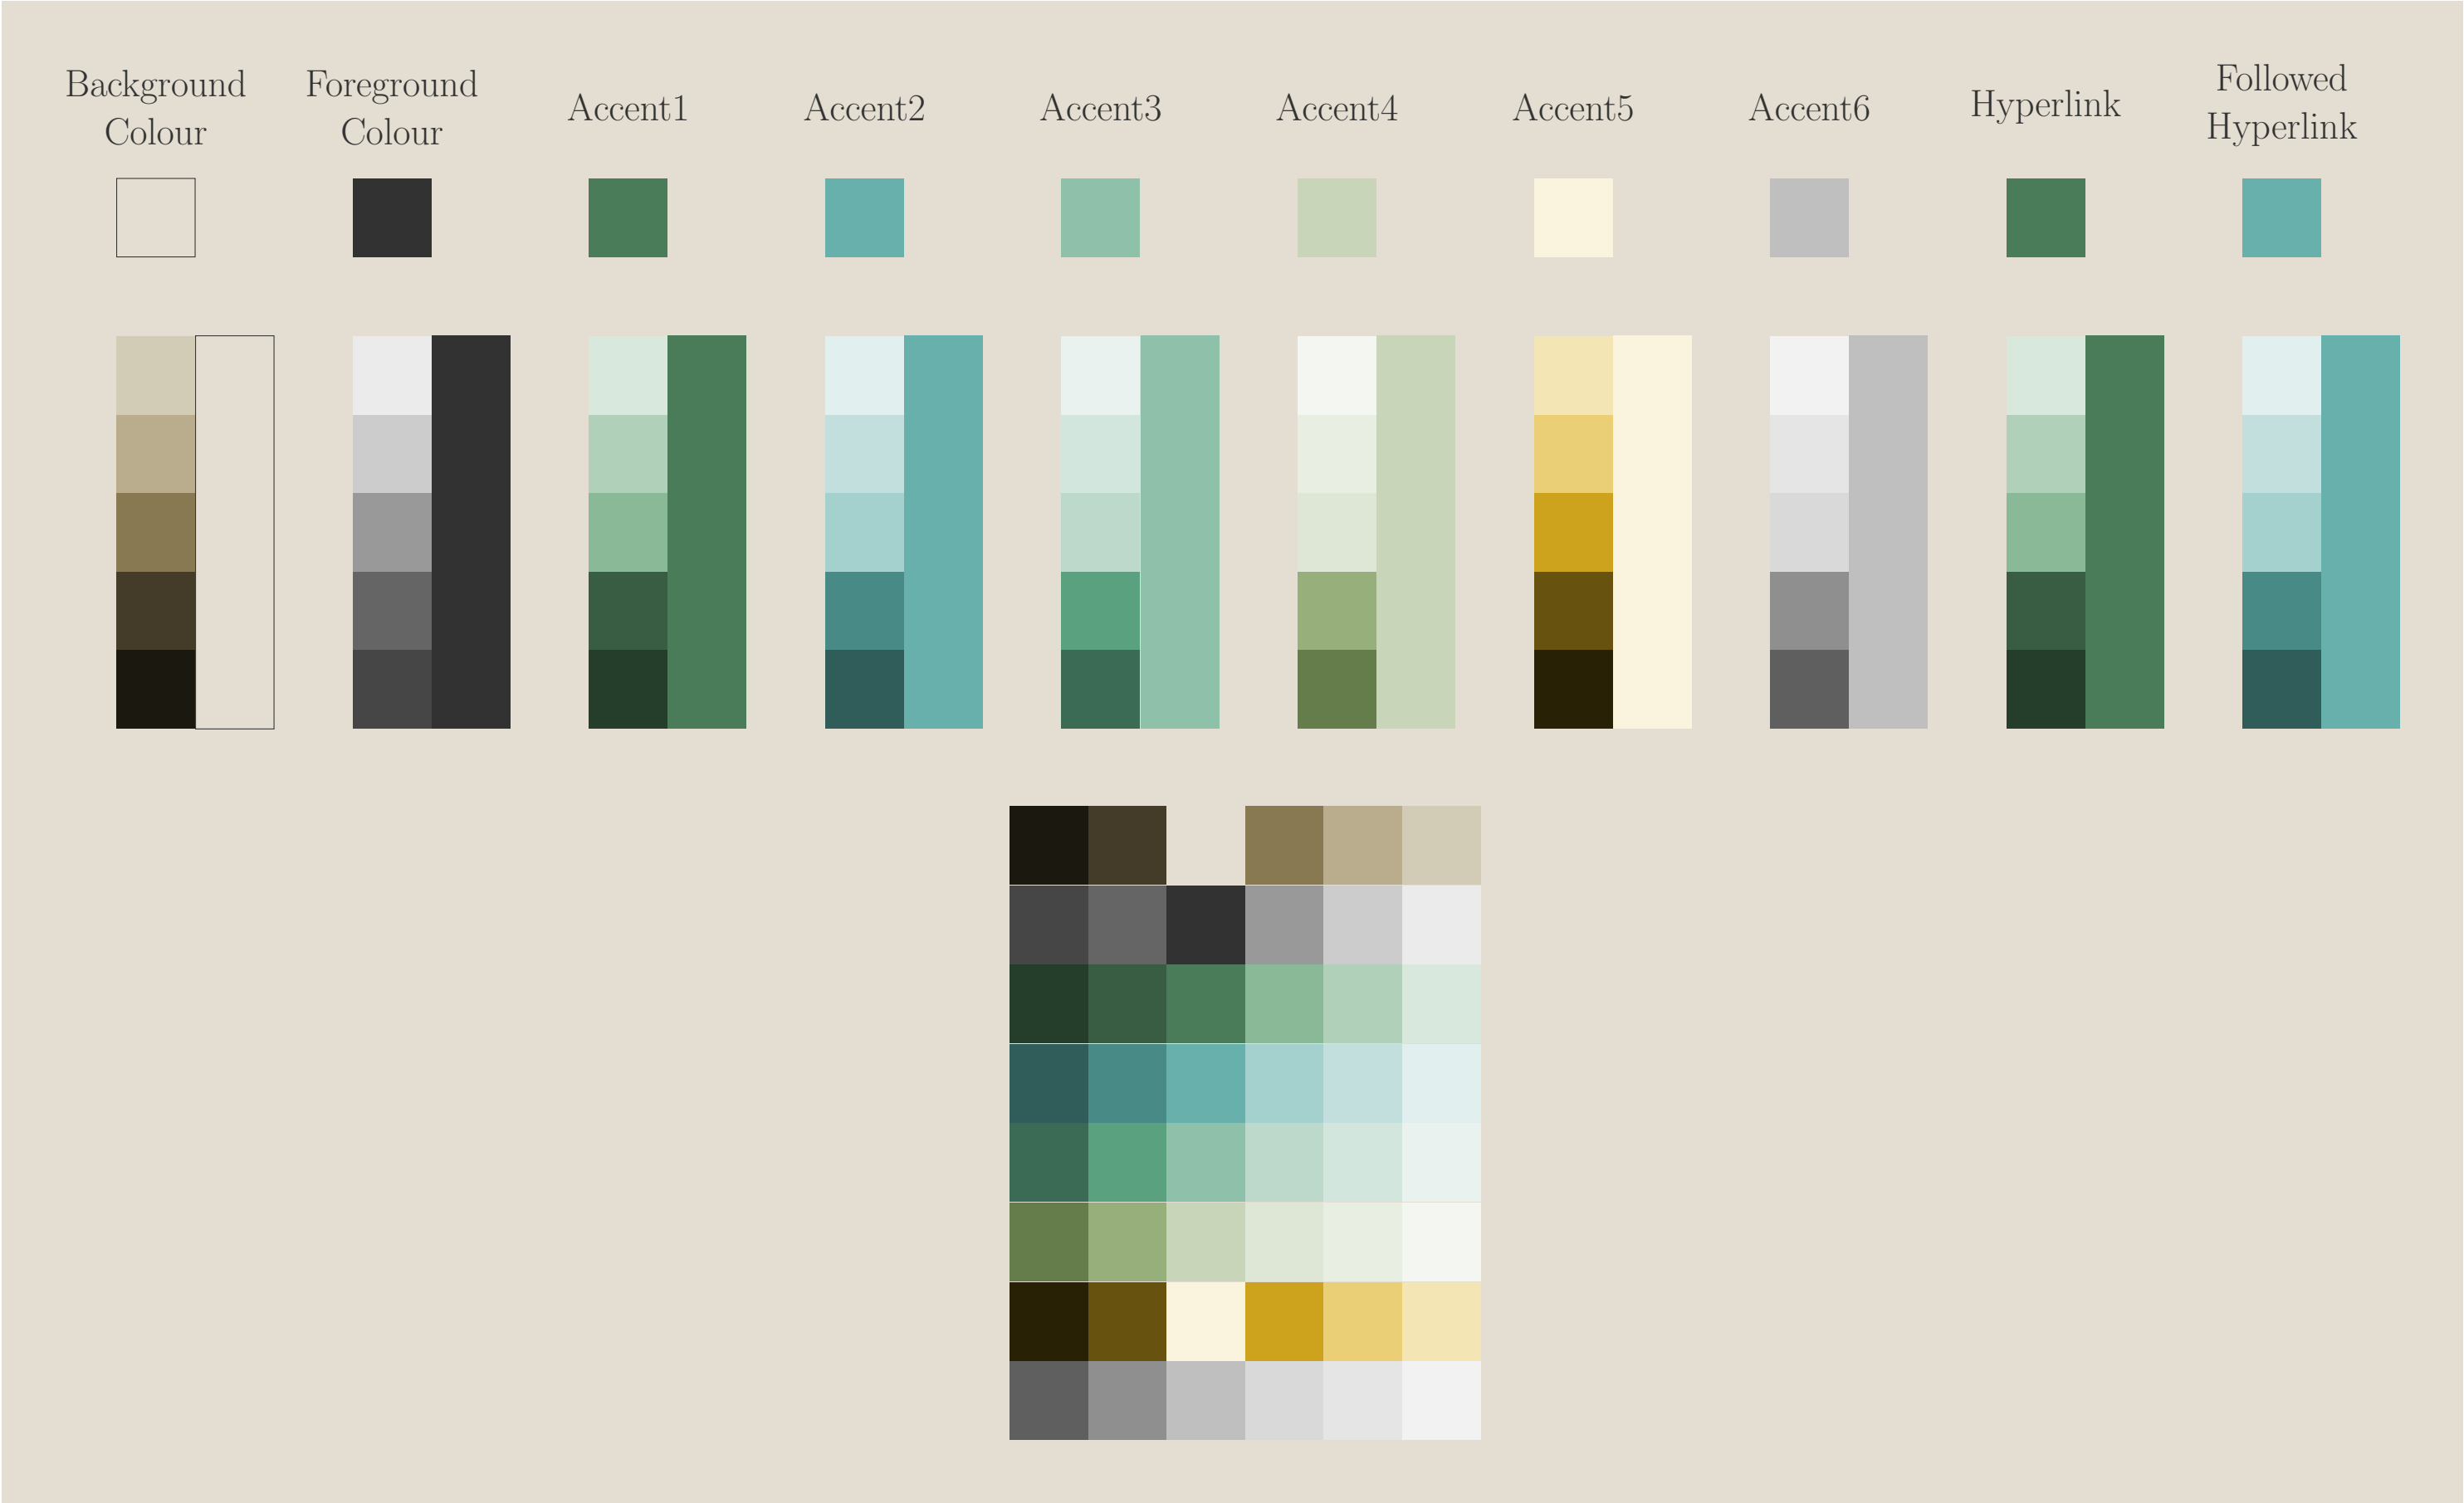 Background
Colour
Foreground
Colour
Accent1
Accent2
Accent3
Accent4
Accent5
Accent6
Hyperlink
Followed
Hyperlink